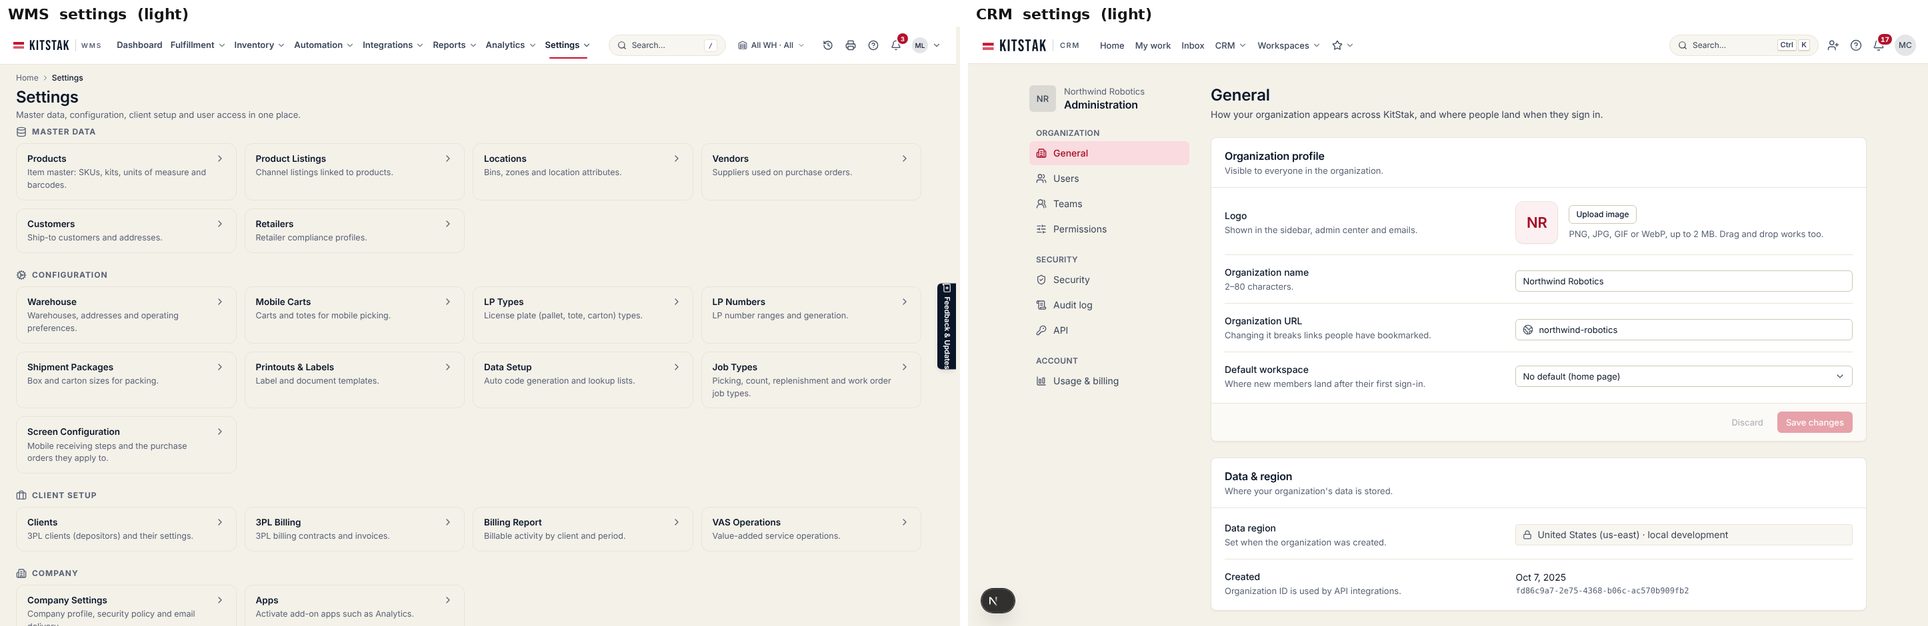 WMS settings (light)
KITSTAK WMS Dashboard Fulfillment Inventory Automation Integrations Reports Analytics Settings Search... / All WH · All 3 ML
Home > Settings
Settings
Master data, configuration, client setup and user access in one place.
MASTER DATA
Products
Item master: SKUs, kits, units of measure and
barcodes.
Product Listings
Channel listings linked to products.
Locations
Bins, zones and location attributes.
Vendors
Suppliers used on purchase orders.
Customers
Ship-to customers and addresses.
Retailers
Retailer compliance profiles.
CONFIGURATION
Warehouse
Warehouses, addresses and operating
preferences.
Mobile Carts
Carts and totes for mobile picking.
LP Types
License plate (pallet, tote, carton) types.
LP Numbers
LP number ranges and generation.
Shipment Packages
Box and carton sizes for packing.
Printouts & Labels
Label and document templates.
Data Setup
Auto code generation and lookup lists.
Job Types
Picking, count, replenishment and work order
job types.
Screen Configuration
Mobile receiving steps and the purchase
orders they apply to.
CLIENT SETUP
Clients
3PL clients (depositors) and their settings.
3PL Billing
3PL billing contracts and invoices.
Billing Report
Billable activity by client and period.
VAS Operations
Value-added service operations.
COMPANY
Company Settings
Company profile, security policy and email
delivery.
Apps
Activate add-on apps such as Analytics.
Feedback & Updates
CRM settings (light)
KITSTAK CRM Home My work Inbox CRM Workspaces Search... Ctrl K 17 MC
NR
Northwind Robotics
Administration
ORGANIZATION
General
Users
Teams
Permissions
SECURITY
Security
Audit log
API
ACCOUNT
Usage & billing
N
General
How your organization appears across KitStak, and where people land when they sign in.
Organization profile
Visible to everyone in the organization.
Logo
Shown in the sidebar, admin center and emails.
NR
Upload image
PNG, JPG, GIF or WebP, up to 2 MB. Drag and drop works too.
Organization name
2–80 characters.
Northwind Robotics
Organization URL
Changing it breaks links people have bookmarked.
northwind-robotics
Default workspace
Where new members land after their first sign-in.
No default (home page)
Discard Save changes
Data & region
Where your organization's data is stored.
Data region
Set when the organization was created.
United States (us-east) · local development
Created
Organization ID is used by API integrations.
Oct 7, 2025
fd86c9a7-2e75-4368-b06c-ac570b909fb2